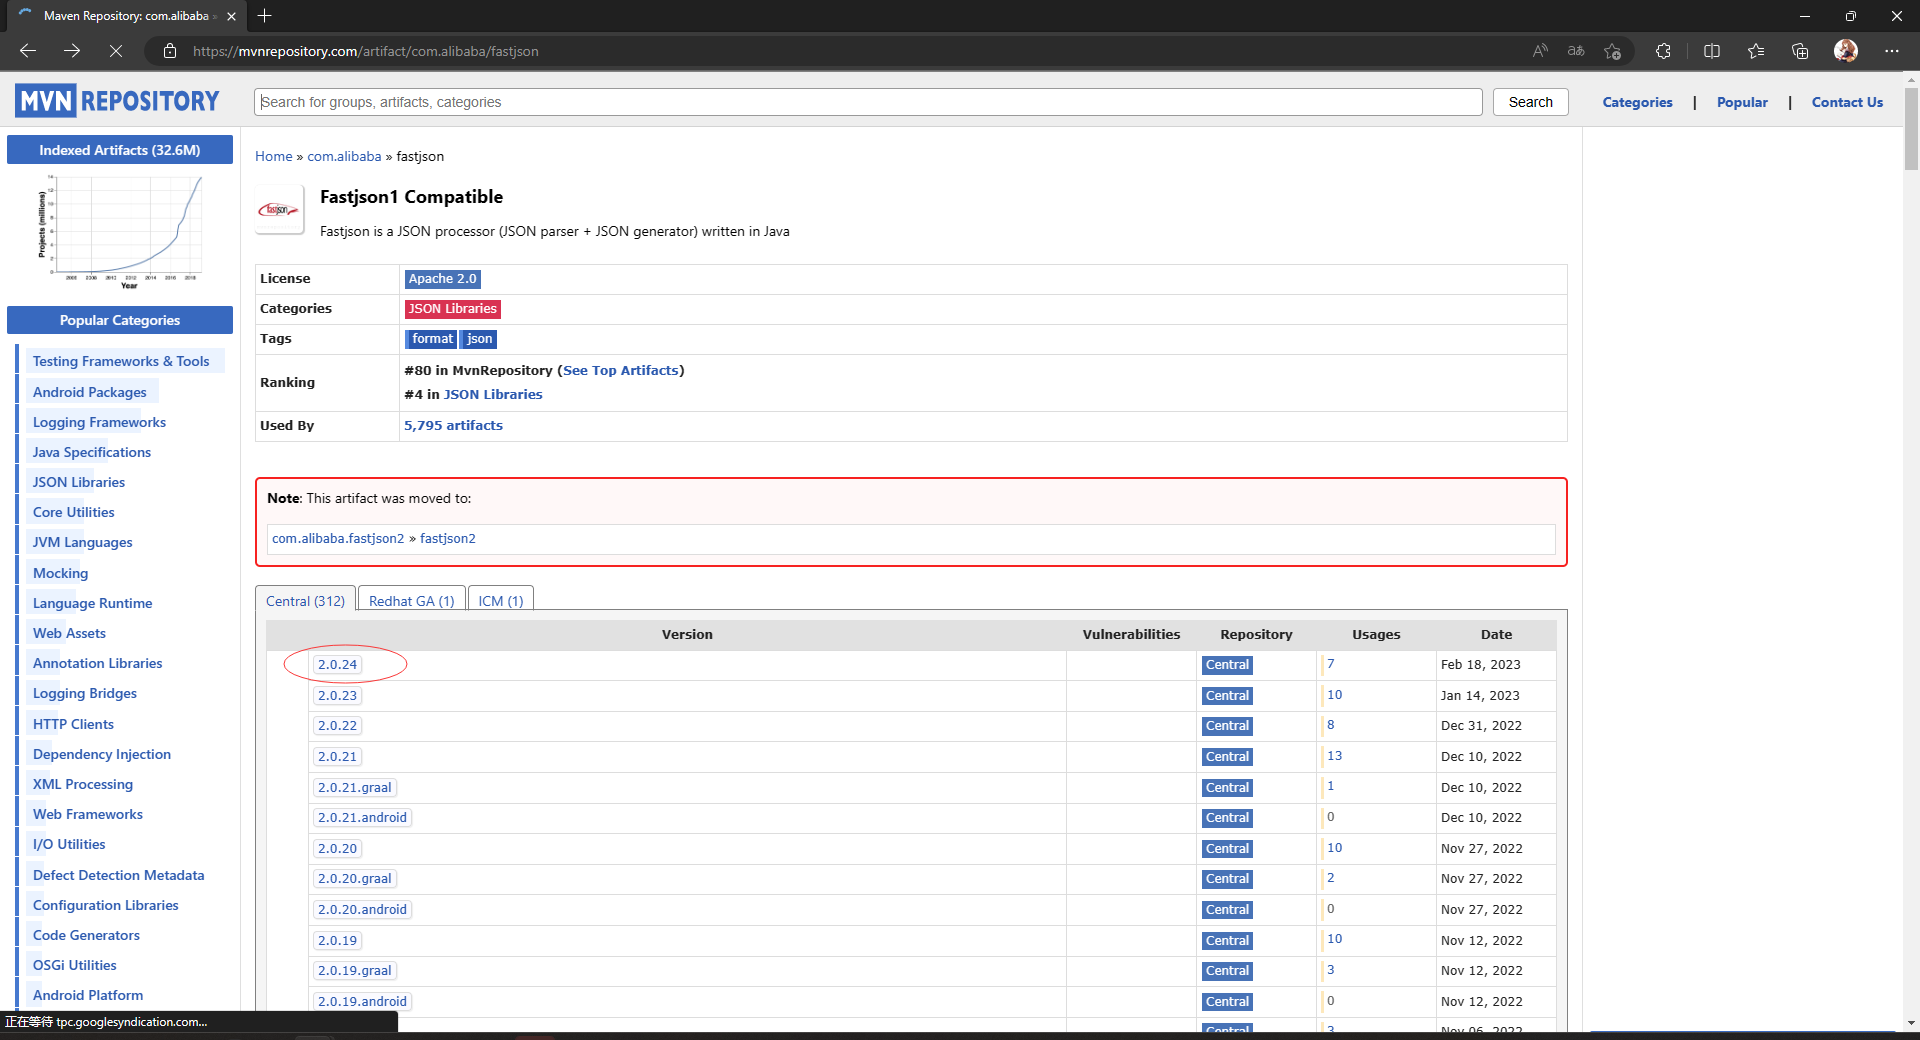 Maven Repository: com.alibaba »
https://mvnrepository.com/artifact/com.alibaba/fastjson
MVN REPOSITORY
Search for groups, artifacts, categories
Search
Categories | Popular | Contact Us
Indexed Artifacts (32.6M)
Projects (millions)
Year
Popular Categories
Testing Frameworks & Tools
Android Packages
Logging Frameworks
Java Specifications
JSON Libraries
Core Utilities
JVM Languages
Mocking
Language Runtime
Web Assets
Annotation Libraries
Logging Bridges
HTTP Clients
Dependency Injection
XML Processing
Web Frameworks
I/O Utilities
Defect Detection Metadata
Configuration Libraries
Code Generators
OSGi Utilities
Android Platform
正在等待 tpc.googlesyndication.com...
Home » com.alibaba » fastjson
fastjson
Fastjson1 Compatible
Fastjson is a JSON processor (JSON parser + JSON generator) written in Java
License Apache 2.0
Categories JSON Libraries
Tags format json
Ranking #80 in MvnRepository (See Top Artifacts)
#4 in JSON Libraries
Used By 5,795 artifacts
Note: This artifact was moved to:
com.alibaba.fastjson2 » fastjson2
Central (312) Redhat GA (1) ICM (1)
Version Vulnerabilities Repository Usages Date
2.0.24 Central 7 Feb 18, 2023
2.0.23 Central 10 Jan 14, 2023
2.0.22 Central 8 Dec 31, 2022
2.0.21 Central 13 Dec 10, 2022
2.0.21.graal Central 1 Dec 10, 2022
2.0.21.android Central 0 Dec 10, 2022
2.0.20 Central 10 Nov 27, 2022
2.0.20.graal Central 2 Nov 27, 2022
2.0.20.android Central 0 Nov 27, 2022
2.0.19 Central 10 Nov 12, 2022
2.0.19.graal Central 3 Nov 12, 2022
2.0.19.android Central 0 Nov 12, 2022
Central 3 Nov 06, 2022